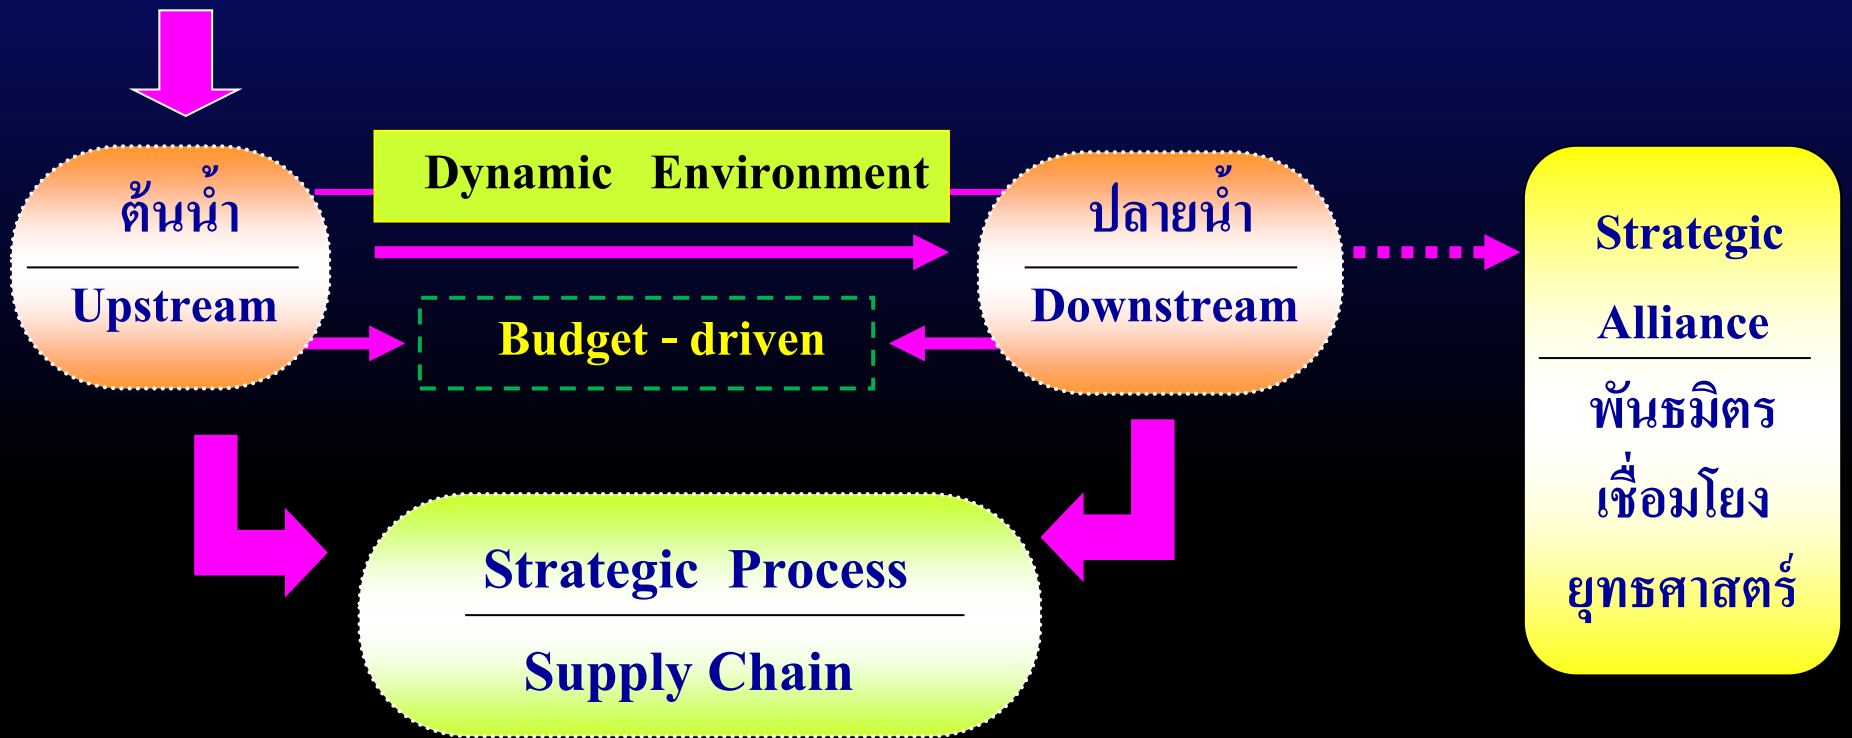 ต้นน้ำ
Upstream
Dynamic Environment
Budget - driven
ปลายน้ำ
Downstream
Strategic
Alliance
พันธมิตร
เชื่อมโยง
ยุทธศาสตร์
Strategic Process
Supply Chain